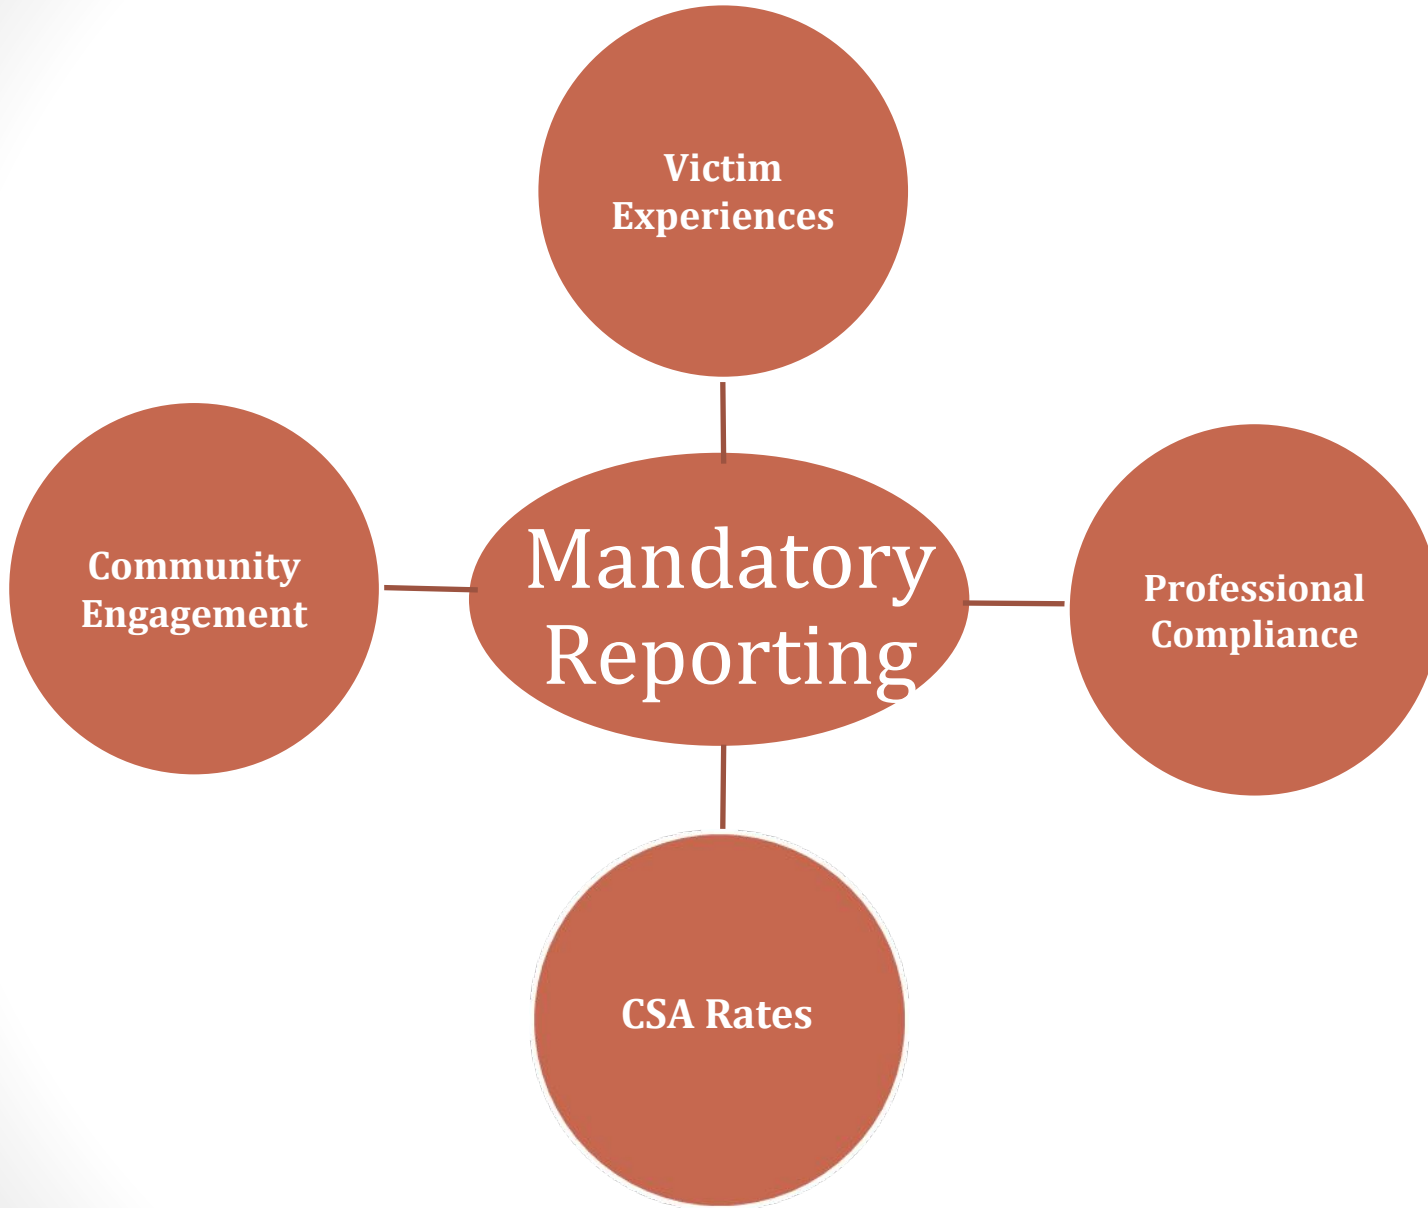 Victim
Experiences
Community
Engagement
Mandatory
Reporting
Professional
Compliance
CSA Rates